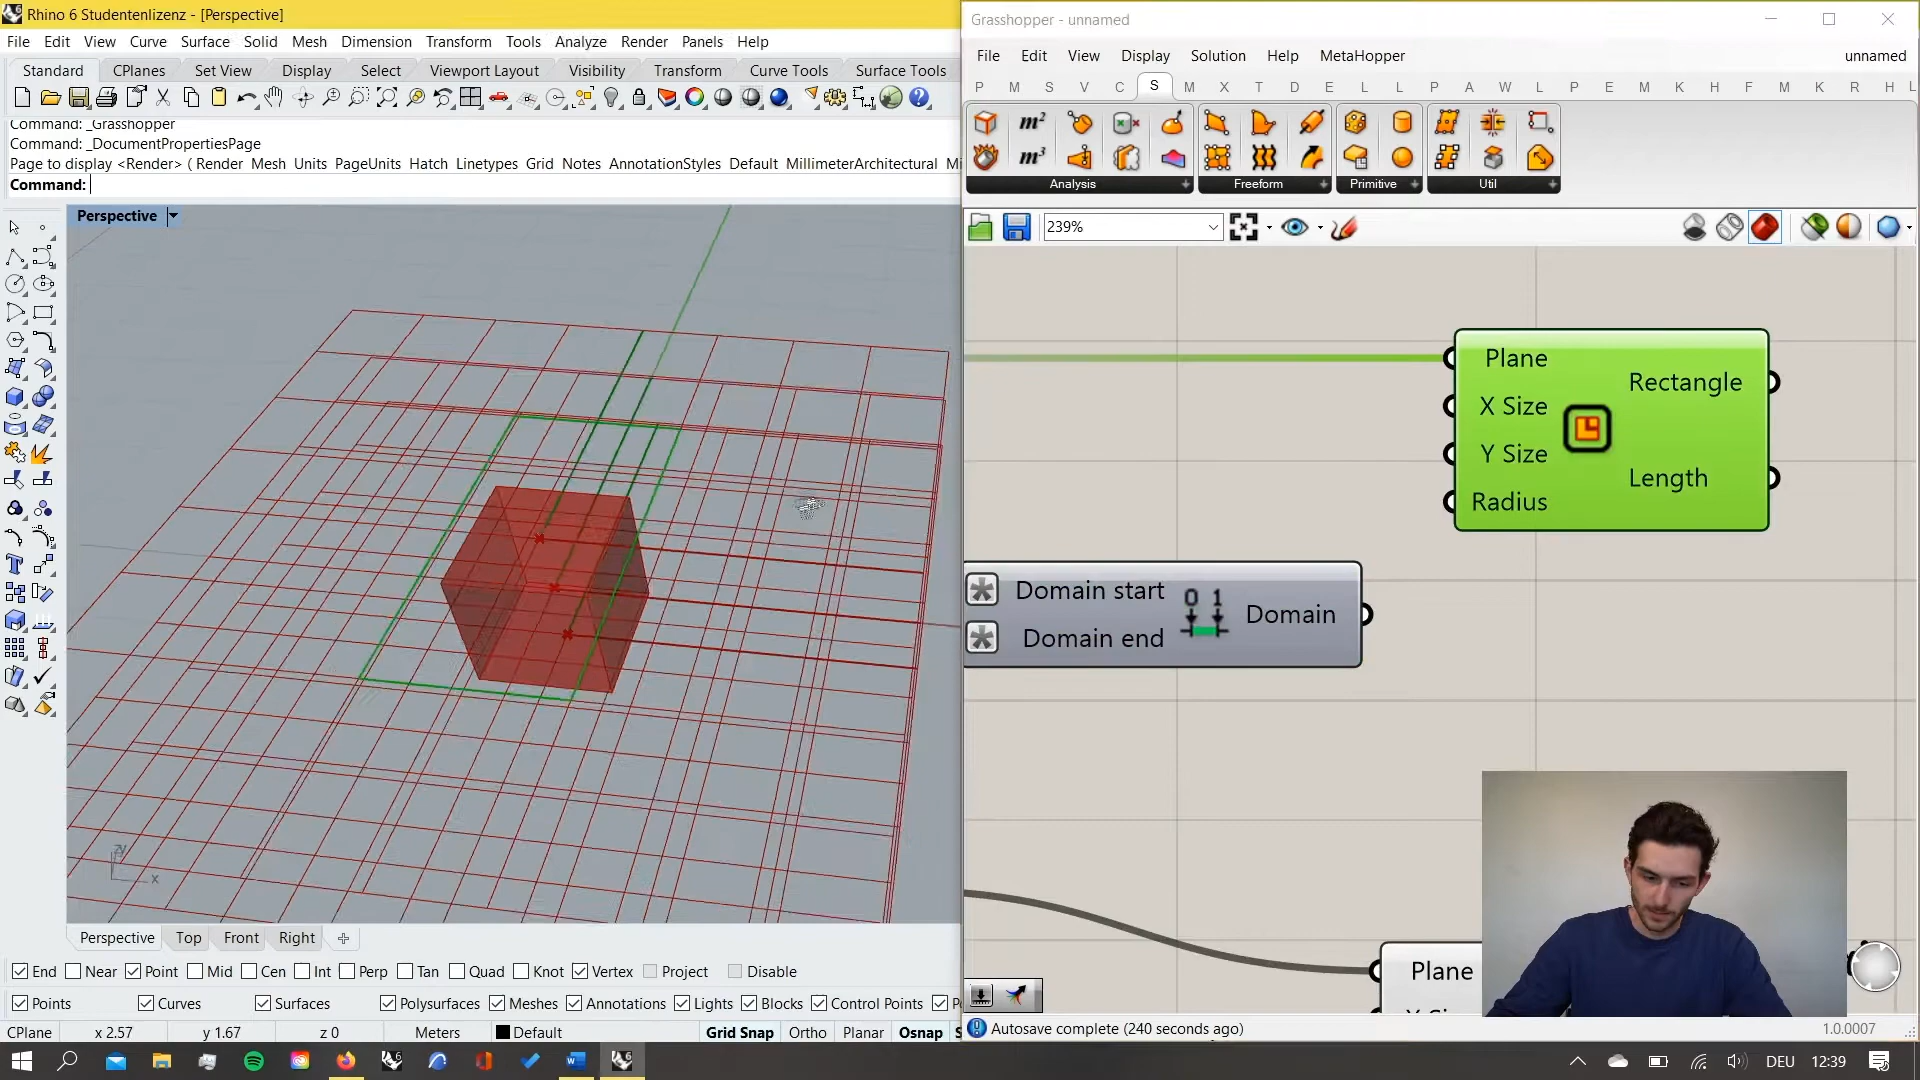 Rhino 6 Studentenlizenz - [Perspective]
File Edit View Curve Surface Solid Mesh Dimension Transform Tools Analyze Render Panels Help
Standard CPlanes Set View Display Select Viewport Layout Visibility Transform Curve Tools Surface Tools
Command: _Grasshopper
Command: _DocumentPropertiesPage
Page to display <Render> ( Render Mesh Units PageUnits Hatch Linetypes Grid Notes AnnotationStyles Default MillimeterArchitectural Mi
Command:
Perspective
x
Perspective Top Front Right
End Near Point Mid Cen Int Perp Tan Quad Knot Vertex Project Disable
Points Curves Surfaces Polysurfaces Meshes Annotations Lights Blocks Control Points
CPlane x 2.57 y 1.67 z 0 Meters Default Grid Snap Ortho Planar Osnap S
Grasshopper - unnamed
File Edit View Display Solution Help MetaHopper unnamed
P M S V C S M X T D E L L P A W L T P E M K H F M K R H L
m² m³
Analysis Freeform Primitive Util
239%
Plane
X Size
Y Size
Radius
Rectangle
Length
Domain start
Domain end
0 1
Domain
Plane
Autosave complete (240 seconds ago) 1.0.0007
DEU 12:39